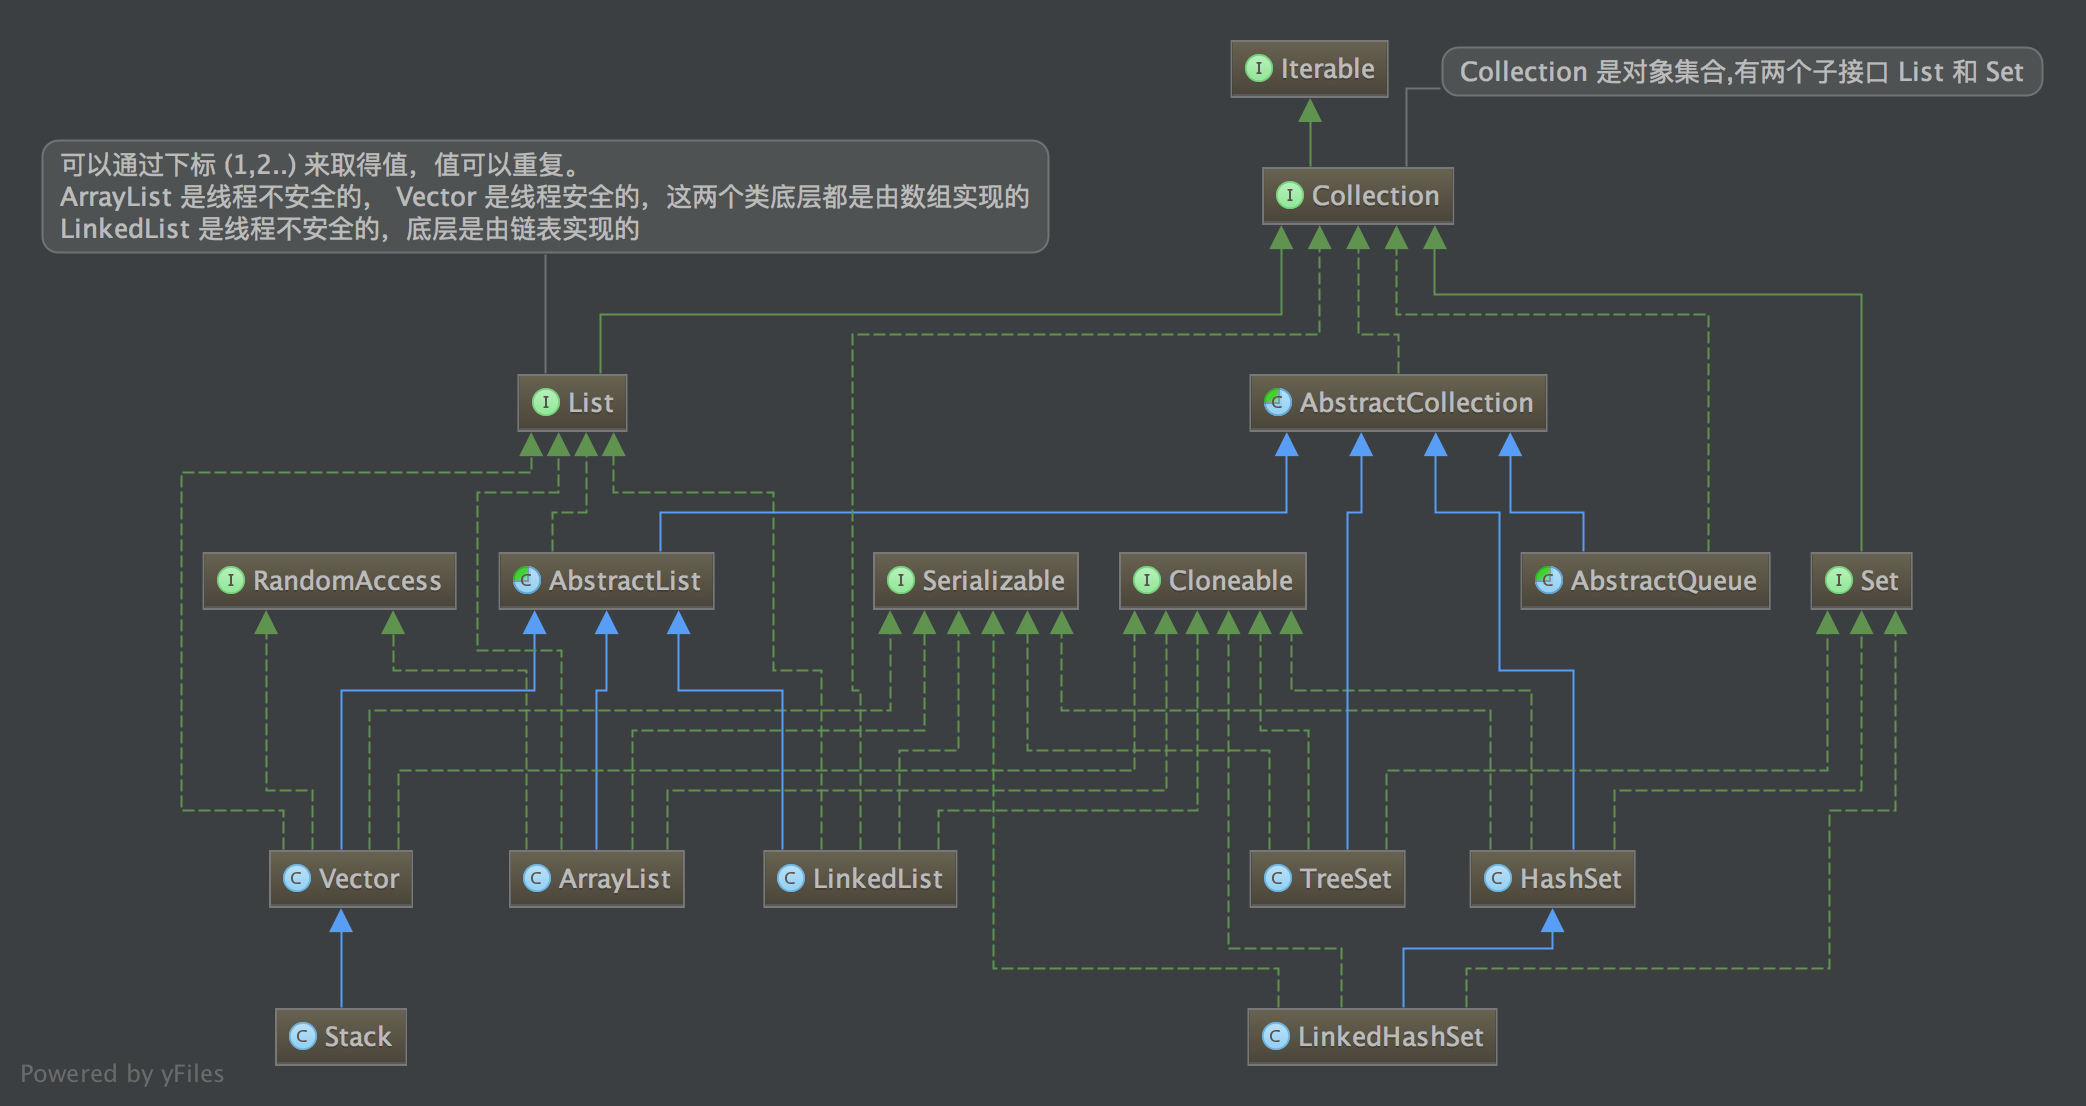 Iterable
Collection 是对象集合,有两个子接口 List 和 Set
可以通过下标 (1,2..) 来取得值，值可以重复。
ArrayList 是线程不安全的， Vector 是线程安全的，这两个类底层都是由数组实现的
LinkedList 是线程不安全的，底层是由链表实现的
Collection
List
AbstractCollection
RandomAccess
AbstractList
Serializable
Cloneable
AbstractQueue
Set
Vector
ArrayList
LinkedList
TreeSet
HashSet
Stack
LinkedHashSet
Powered by yFiles